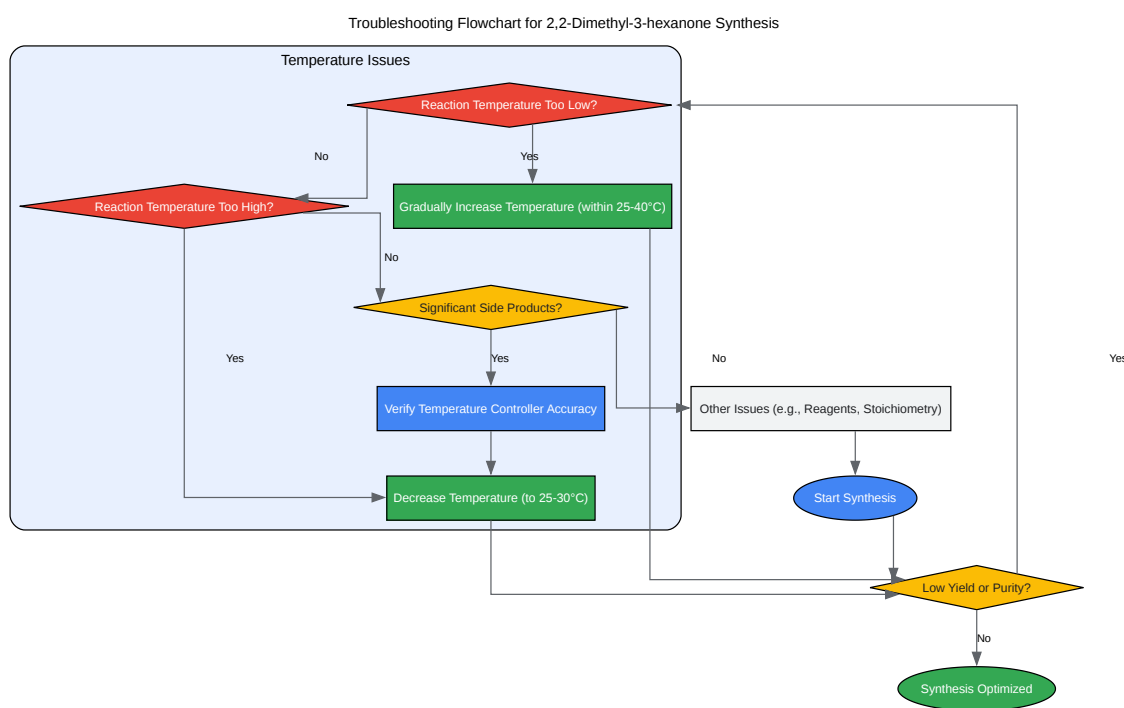 Troubleshooting Flowchart for 2,2-Dimethyl-3-hexanone Synthesis
Temperature Issues
Reaction Temperature Too Low?
No
Yes
Reaction Temperature Too High?
Gradually Increase Temperature (within 25-40°C)
No
Significant Side Products?
Yes
Yes
No
Yes
Verify Temperature Controller Accuracy
Other Issues (e.g., Reagents, Stoichiometry)
Decrease Temperature (to 25-30°C)
Start Synthesis
Low Yield or Purity?
No
Synthesis Optimized